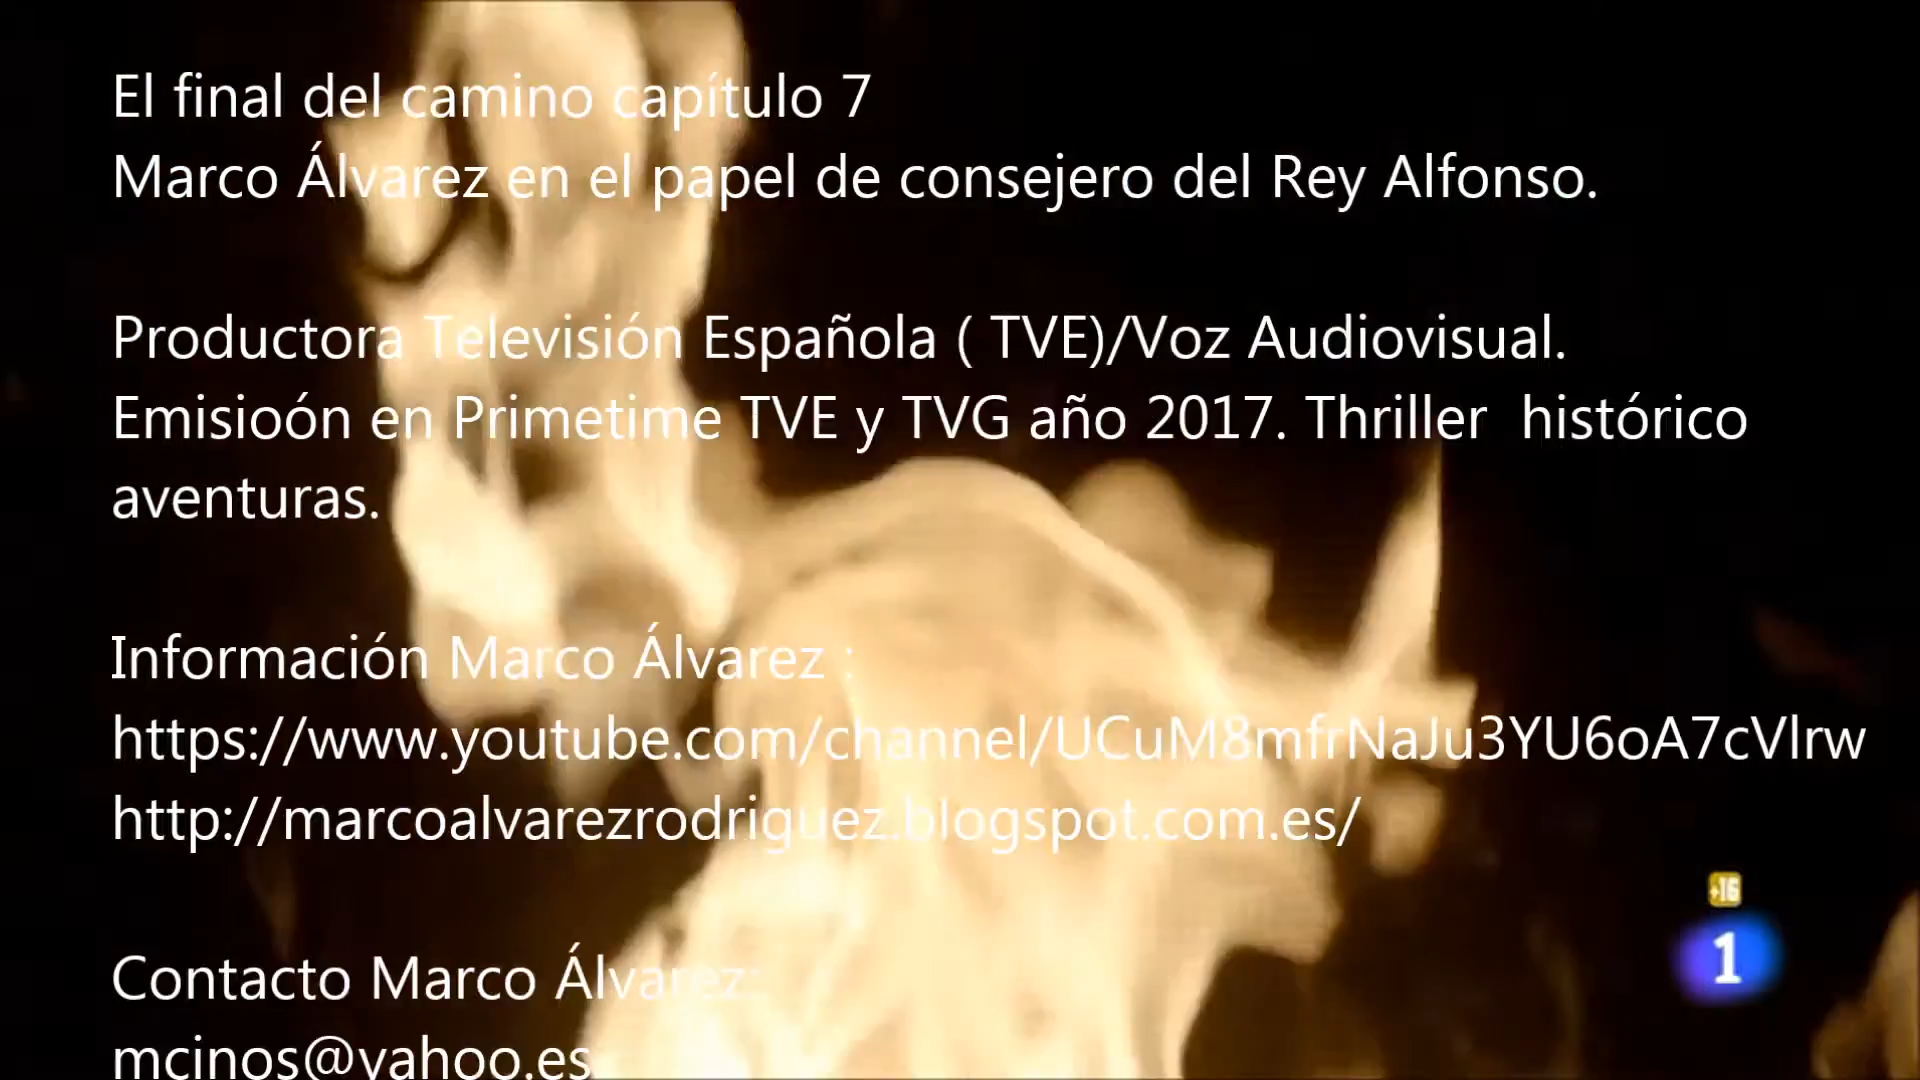 El final del camino capítulo 7
Marco Álvarez en el papel de consejero del Rey Alfonso.
Productora Televisión Española ( TVE)/Voz Audiovisual.
Emisioón en Primetime TVE y TVG año 2017. Thriller  histórico
aventuras.
Información Marco Álvarez :
https://www.youtube.com/channel/UCuM8mfrNaJu3YU6oA7cVlrw
http://marcoalvarezrodriguez.blogspot.com.es/
+16
1
Contacto Marco Álvarez:
mcinos@yahoo.es